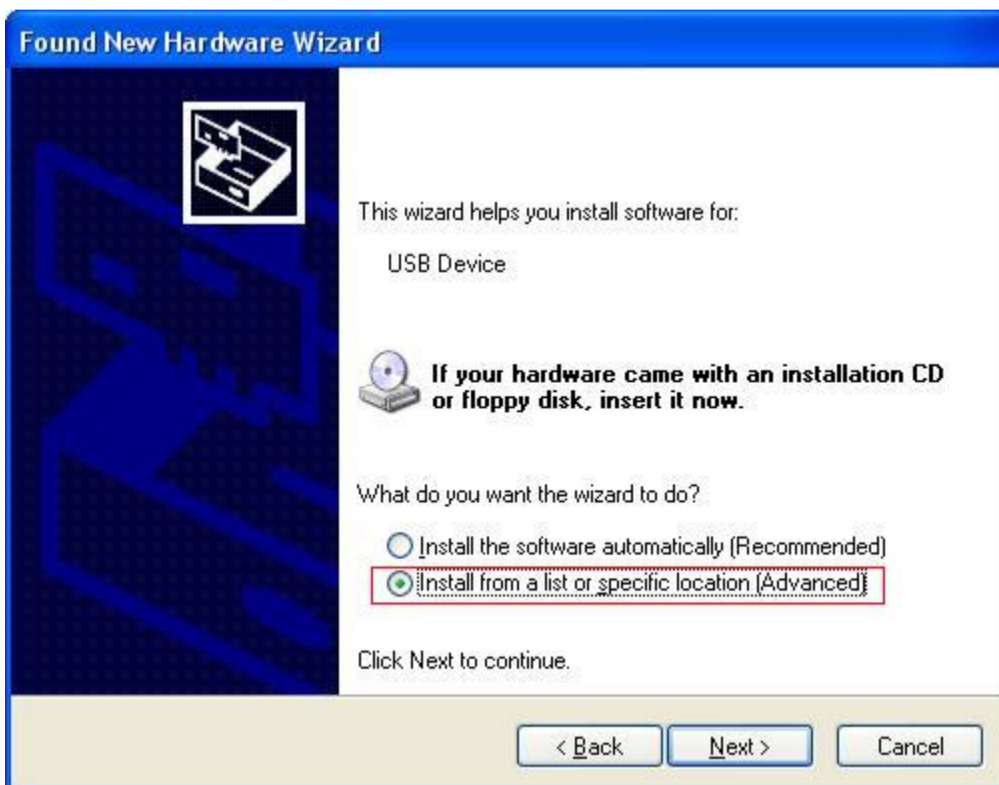 Found New Hardware Wizard
This wizard helps you install software for:
USB Device
If your hardware came with an installation CD
or floppy disk, insert it now.
What do you want the wizard to do?
Install the software automatically (Recommended)
Install from a list or specific location (Advanced)
Click Next to continue.
< Back
Next >
Cancel